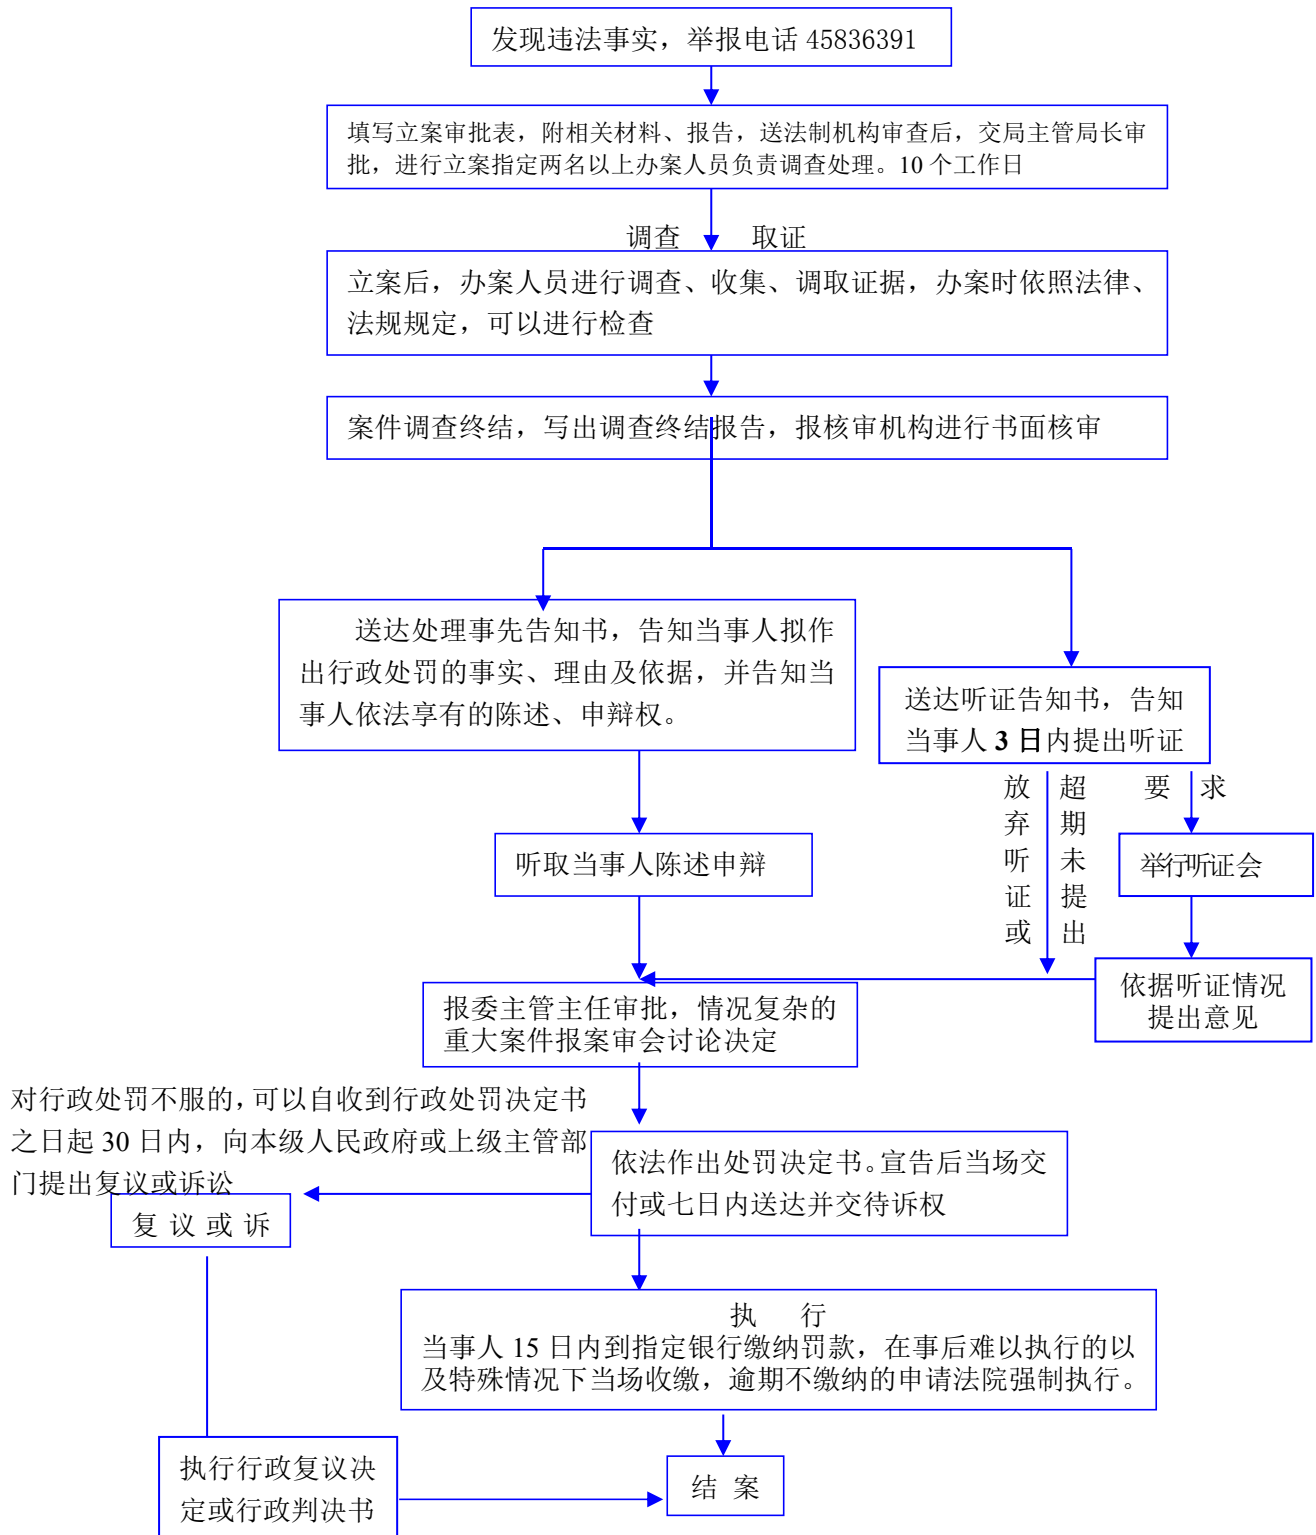 发现违法事实，举报电话 45836391
填写立案审批表，附相关材料、报告，送法制机构审查后，交局主管局长审
批，进行立案指定两名以上办案人员负责调查处理。10 个工作日
调查 取证
立案后，办案人员进行调查、收集、调取证据，办案时依照法律、
法规规定，可以进行检查
案件调查终结，写出调查终结报告，报核审机构进行书面核审
送达处理事先告知书，告知当事人拟作
出行政处罚的事实、理由及依据，并告知当
事人依法享有的陈述、申辩权。
送达听证告知书，告知
当事人 3 日内提出听证
放弃听证或
超期未提出
要 求
听取当事人陈述申辩
举行听证会
依据听证情况
提出意见
报委主管主任审批，情况复杂的
重大案件报案审会讨论决定
对行政处罚不服的，可以自收到行政处罚决定书
之日起 30 日内，向本级人民政府或上级主管部
门提出复议或诉讼
依法作出处罚决定书。宣告后当场交
付或七日内送达并交待诉权
复 议 或 诉
执 行
当事人 15 日内到指定银行缴纳罚款，在事后难以执行的以
及特殊情况下当场收缴，逾期不缴纳的申请法院强制执行。
执行行政复议决
定或行政判决书
结 案